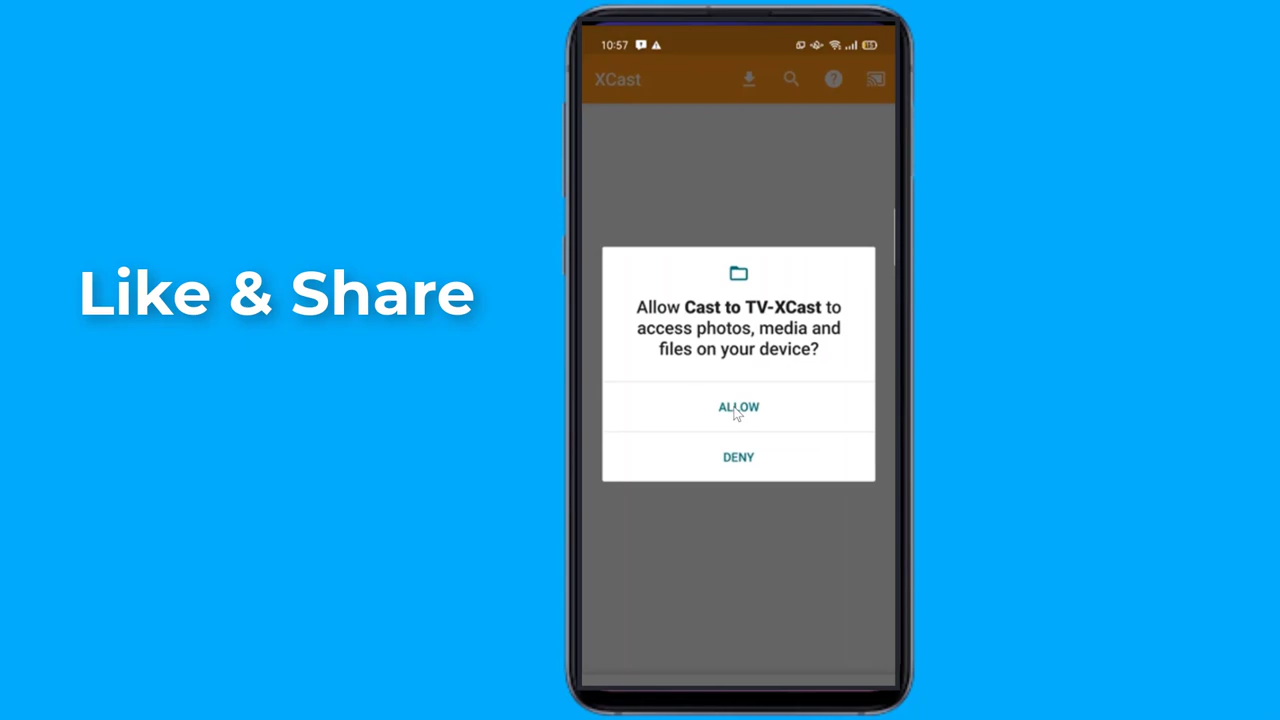 Like & Share
10:57
XCast
Allow Cast to TV-XCast to
access photos, media and
files on your device?
ALLOW
DENY